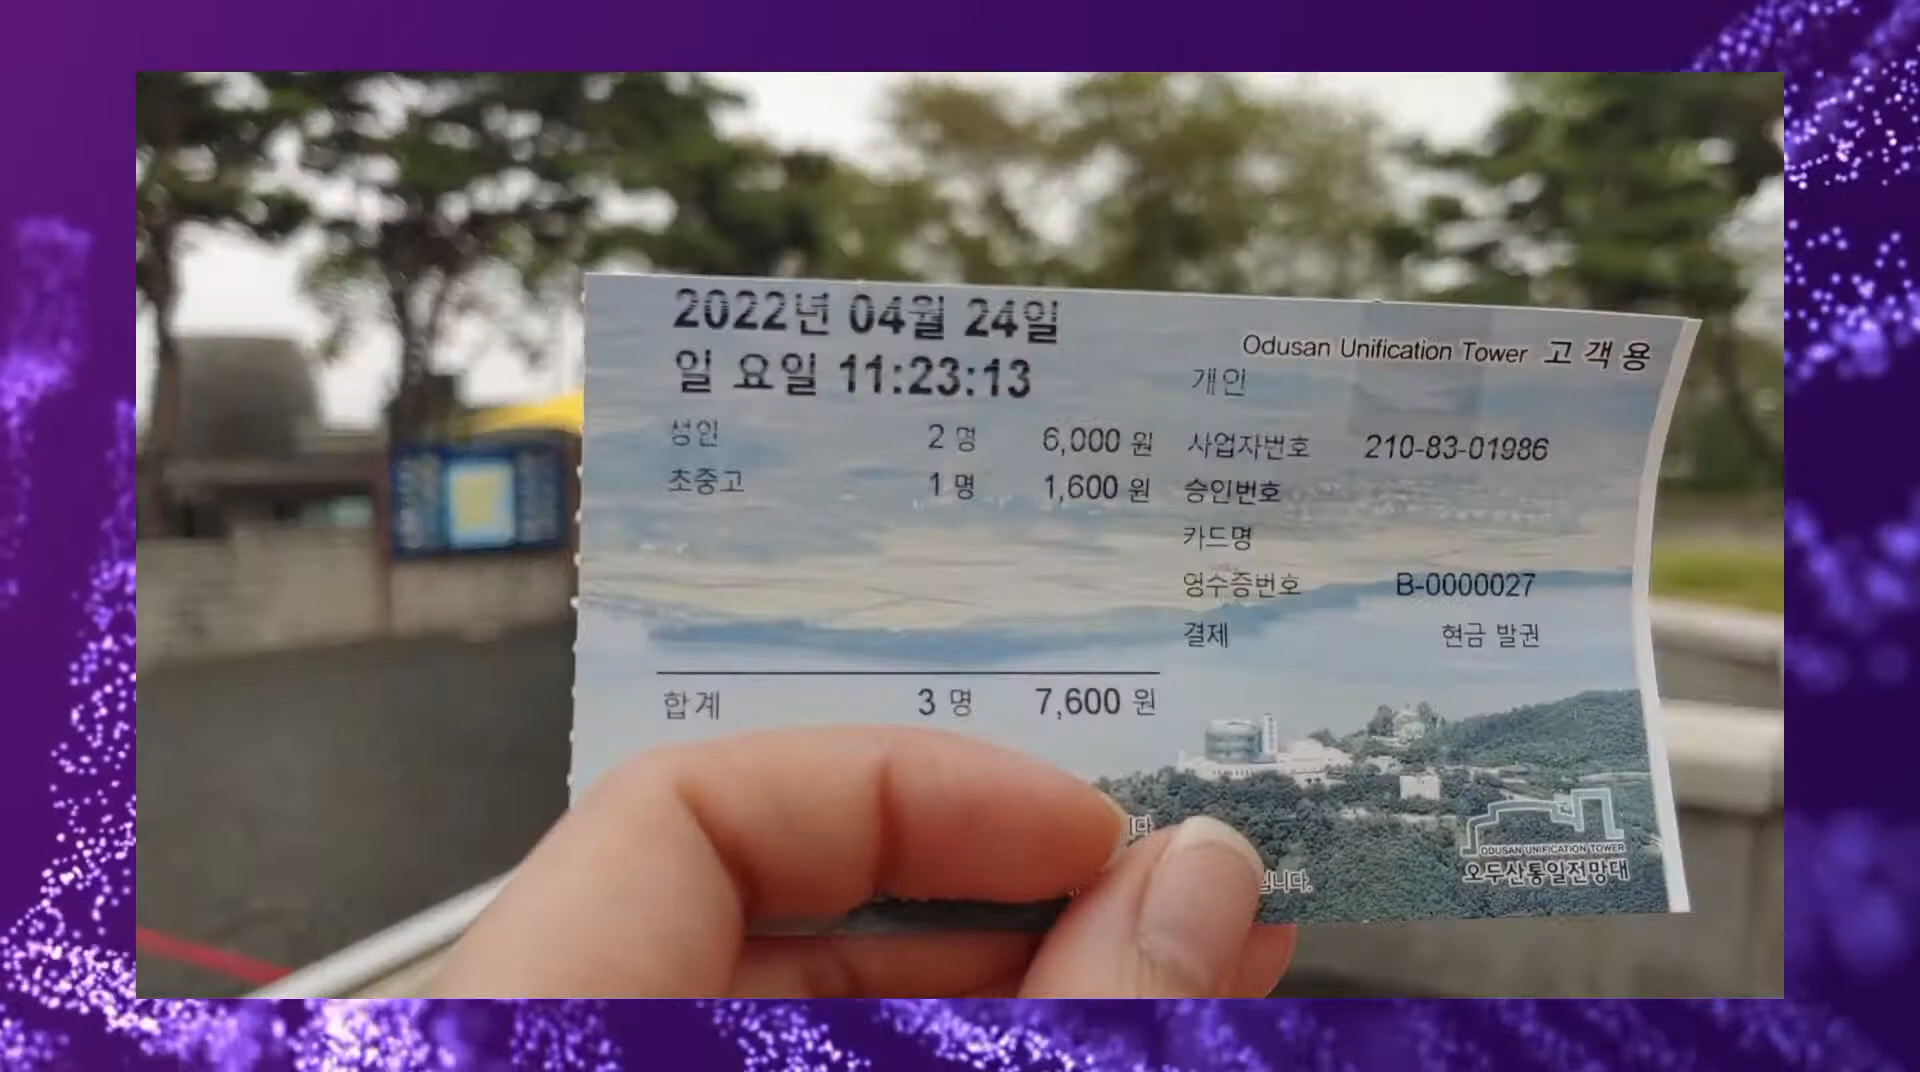 2022년 04월 24일
일 요일 11:23:13
성인 2 명 6,000 원
초중고 1 명 1,600 원
합계 3 명 7,600 원
Odusan Unification Tower 고 객 용
개인
사업자번호 210-83-01986
승인번호
카드명
영수증번호 B-0000027
결제 현금 발권
니다.
ODUSAN UNIFICATION TOWER
오두산통일전망대